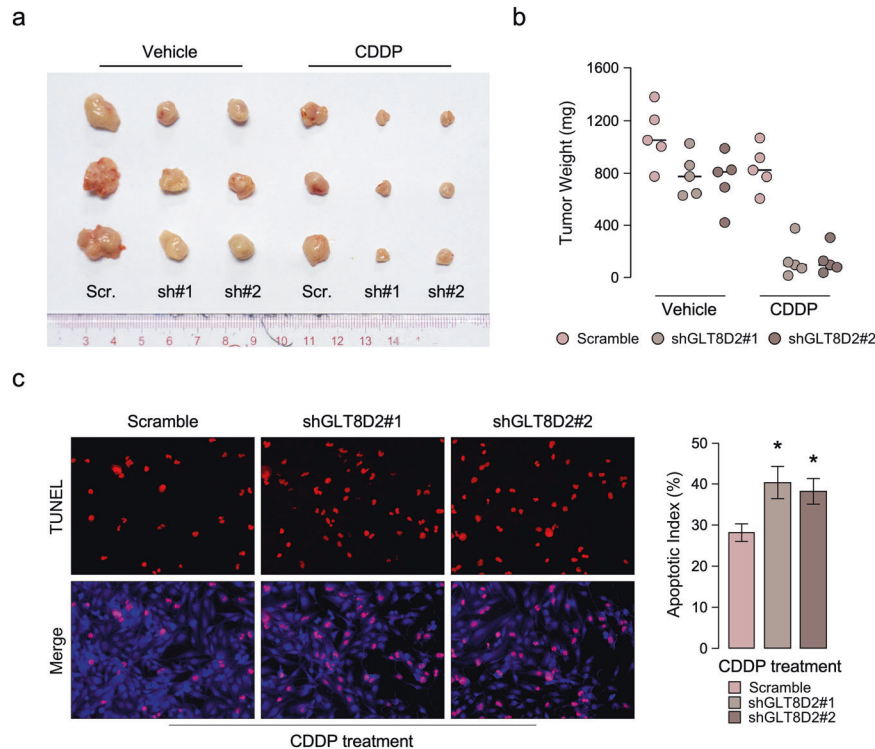 a
Vehicle CDDP
Scr. sh#1 sh#2 Scr. sh#1 sh#2
3 4 5 6 7 8 9 10 11 12 13 14
b
Tumor Weight (mg)
1600
1200
800
400
0
Vehicle CDDP
Scramble shGLT8D2#1 shGLT8D2#2
c
Scramble shGLT8D2#1 shGLT8D2#2
TUNEL
Merge
CDDP treatment
Apoptotic Index (%)
50
40
30
20
10
0
* *
CDDP treatment
Scramble
shGLT8D2#1
shGLT8D2#2